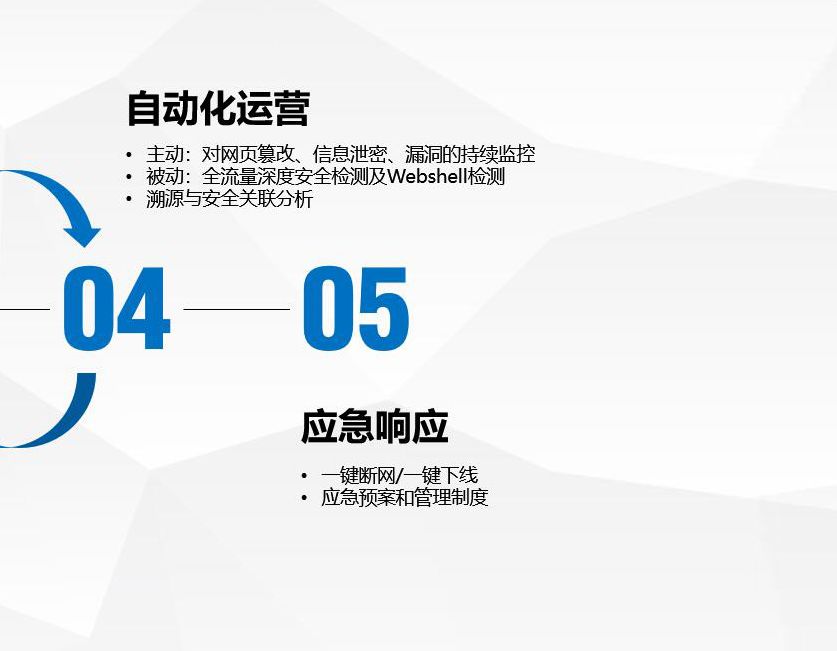 自动化运营
• 主动：对网页篡改、信息泄密、漏洞的持续监控
• 被动：全流量深度安全检测及Webshell检测
• 溯源与安全关联分析
04
05
应急响应
• 一键断网/一键下线
• 应急预案和管理制度